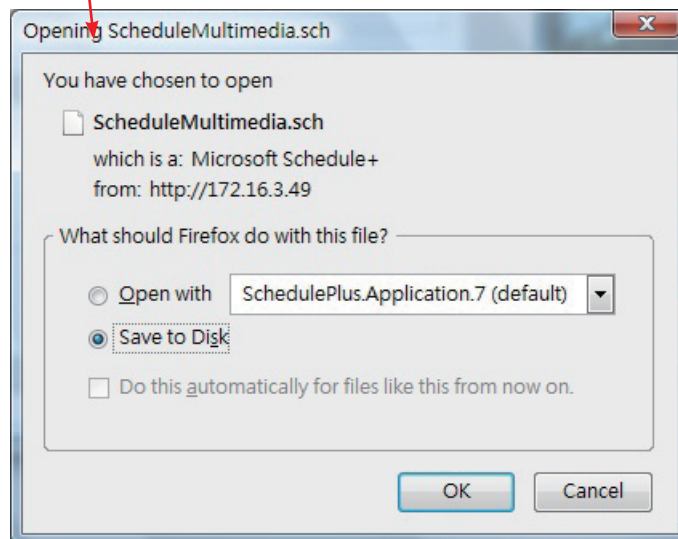 Opening ScheduleMultimedia.sch
X
You have chosen to open
ScheduleMultimedia.sch
which is a: Microsoft Schedule+
from: http://172.16.3.49
What should Firefox do with this file?
Open with SchedulePlus.Application.7 (default)
Save to Disk
Do this automatically for files like this from now on.
OK Cancel